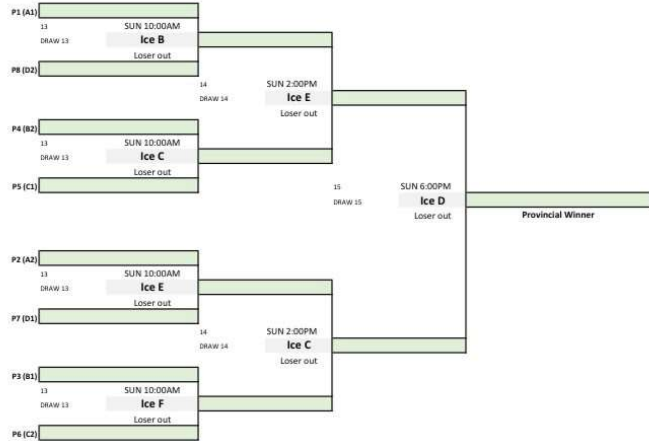 P1 (A1)
13 SUN 10:00AM
DRAW 13 Ice B
Loser out
P8 (D2)
14 SUN 2:00PM
DRAW 14 Ice E
Loser out
P4 (B2)
13 SUN 10:00AM
DRAW 13 Ice C
Loser out
P5 (C1)
15 SUN 6:00PM
DRAW 15 Ice D
Loser out
Provincial Winner
P2 (A2)
13 SUN 10:00AM
DRAW 13 Ice E
Loser out
P7 (D1)
14 SUN 2:00PM
DRAW 14 Ice C
Loser out
P3 (B1)
13 SUN 10:00AM
DRAW 13 Ice F
Loser out
P6 (C2)